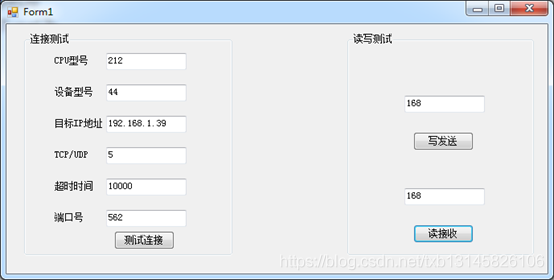 Form1
连接测试
CPU型号 212
设备型号 44
目标IP地址 192.168.1.39
TCP/UDP 5
超时时间 10000
端口号 562
测试连接
读写测试
168
写发送
168
读接收
https://blog.csdn.net/txb13145826106